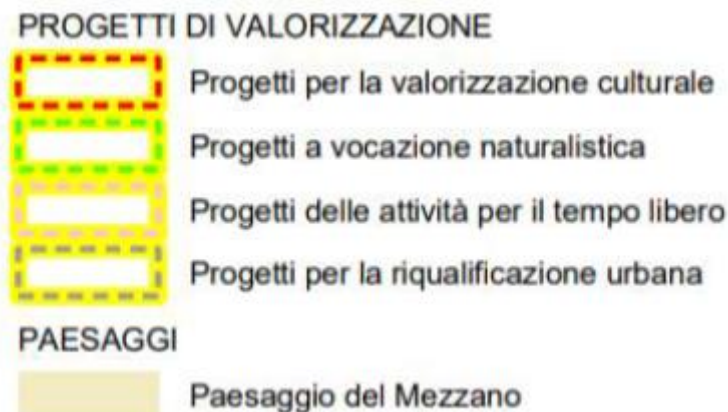 PROGETTI DI VALORIZZAZIONE
Progetti per la valorizzazione culturale
Progetti a vocazione naturalistica
Progetti delle attività per il tempo libero
Progetti per la riqualificazione urbana
PAESAGGI
Paesaggio del Mezzano